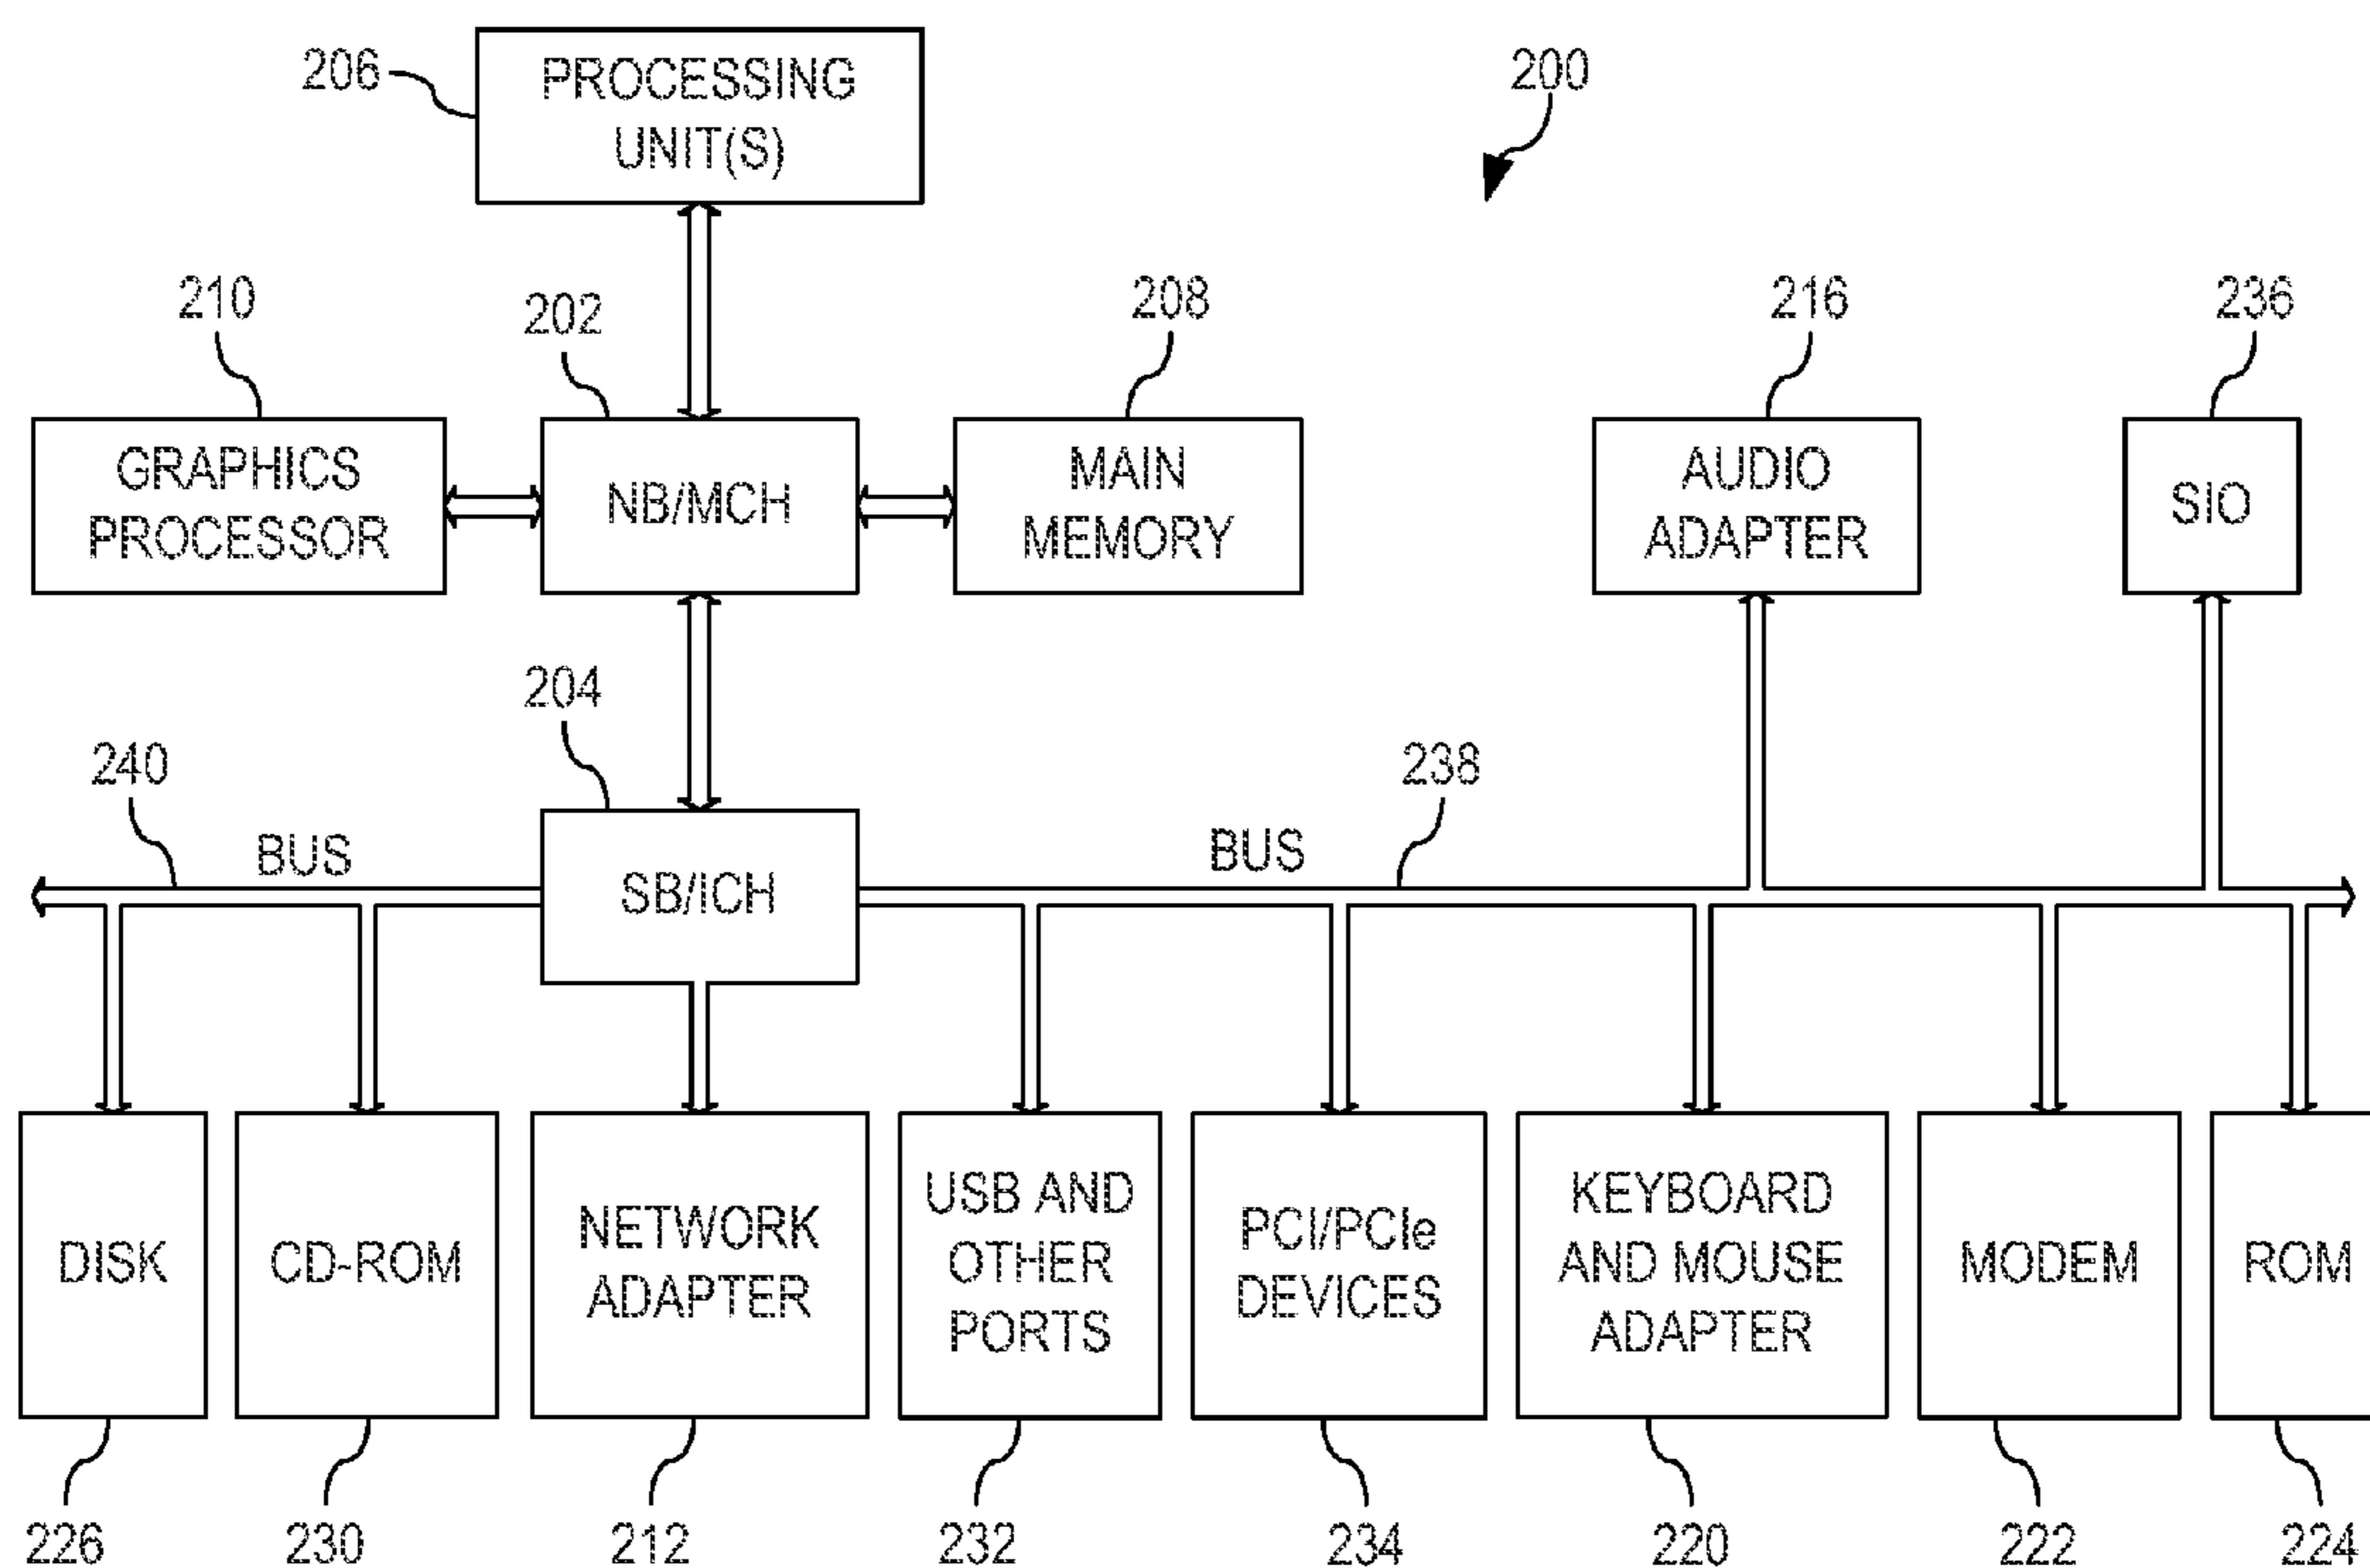 206
PROCESSING
UNIT(S)
200
210
202
208
216
236
GRAPHICS
PROCESSOR
NB/MCH
MAIN
MEMORY
AUDIO
ADAPTER
SIO
204
240
238
BUS
BUS
SB/ICH
DISK
CD-ROM
NETWORK
ADAPTER
USB AND
OTHER
PORTS
PCI/PCIe
DEVICES
KEYBOARD
AND MOUSE
ADAPTER
MODEM
ROM
226
230
212
232
234
220
222
224